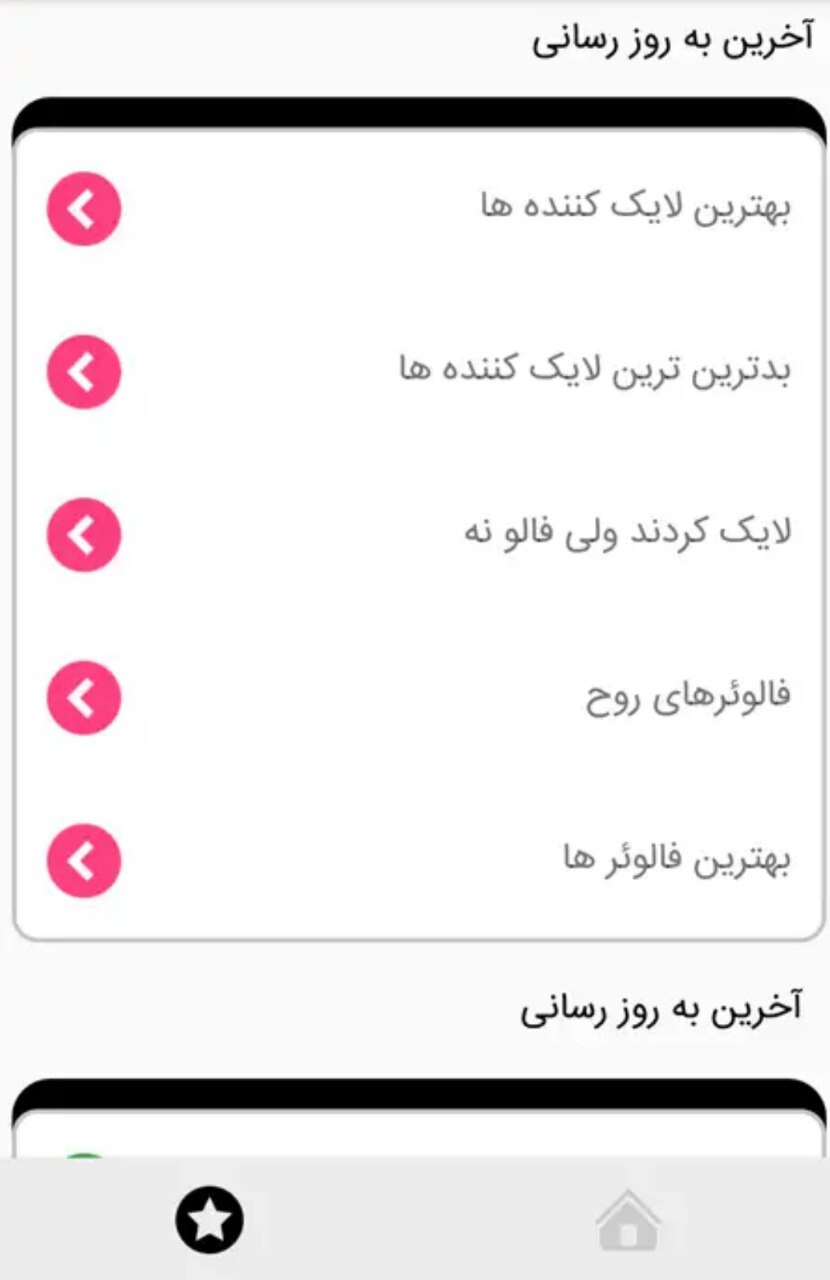 آخرین به روز رسانی
بهترین لایک کننده ها
بدترین ترین لایک کننده ها
لایک کردند ولی فالو نه
فالوئرهای روح
بهترین فالوئر ها
آخرین به روز رسانی